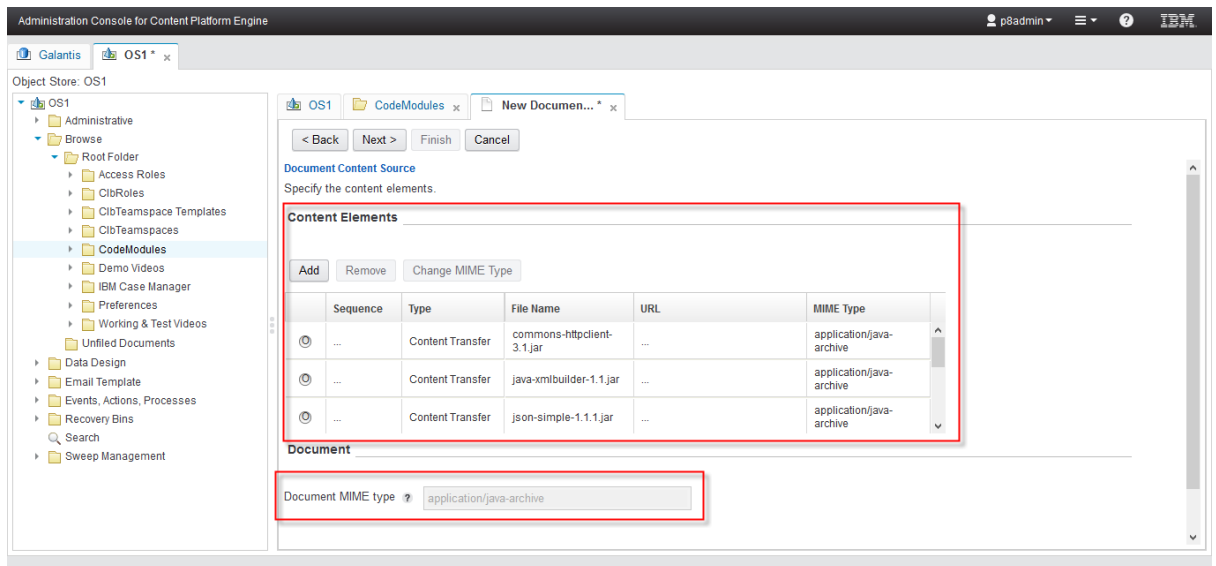 Administration Console for Content Platform Engine
p8admin
?
IBM
Galantis
OS1 * x
Object Store: OS1
OS1
Administrative
Browse
Root Folder
Access Roles
ClbRoles
ClbTeamspace Templates
ClbTeamspaces
CodeModules
Demo Videos
IBM Case Manager
Preferences
Working & Test Videos
Unfiled Documents
Data Design
Email Template
Events, Actions, Processes
Recovery Bins
Search
Sweep Management
OS1
CodeModules x
New Documen... * x
< Back Next > Finish Cancel
Document Content Source
Specify the content elements.
Content Elements
Add Remove Change MIME Type
Sequence Type File Name URL MIME Type
... Content Transfer commons-httpclient-3.1.jar ... application/java-archive
... Content Transfer java-xmlbuilder-1.1.jar ... application/java-archive
... Content Transfer json-simple-1.1.1.jar ... application/java-archive
Document
Document MIME type ? application/java-archive